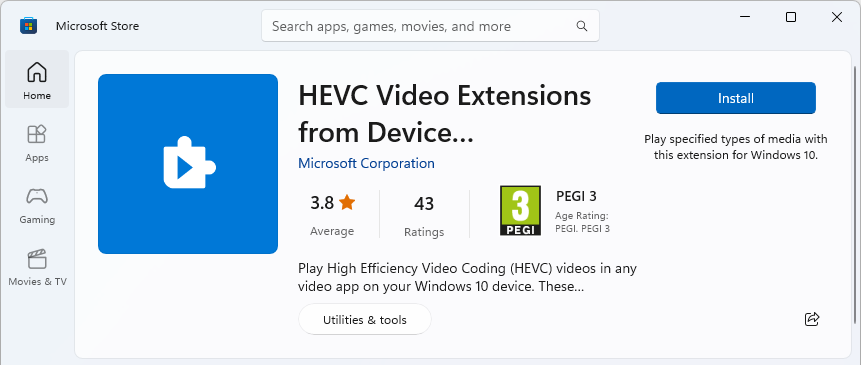 Microsoft Store
Search apps, games, movies, and more
Home
Apps
Gaming
Movies & TV
HEVC Video Extensions
from Device...
Microsoft Corporation
3.8
Average
43
Ratings
3
PEGI
PEGI 3
Age Rating:
PEGI. PEGI 3
Play High Efficiency Video Coding (HEVC) videos in any
video app on your Windows 10 device. These...
Utilities & tools
Install
Play specified types of media with
this extension for Windows 10.